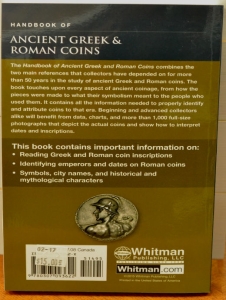 HANDBOOK OF
ANCIENT GREEK &
ROMAN COINS
The Handbook of Ancient Greek and Roman Coins combines the
two main references that collectors have depended on for more
than 50 years in the study of ancient Greek and Roman coins. The
book touches upon every aspect of ancient coinage, from how the
pieces were made to what their symbolism meant to the people who
used them. It contains all the information needed to properly identify
and attribute coins to that era. Beginning and advanced collectors
alike will benefit from data, charts, and more than 1,000 full-size
photographs that depict the actual coins and show how to interpret
dates and inscriptions.
This book contains important information on:
• Reading Greek and Roman coin inscriptions
• Identifying emperors and dates on Roman coins
• Symbols, city names, and historical and
mythological characters
Whitman
Publishing, LLC
Whitman.com